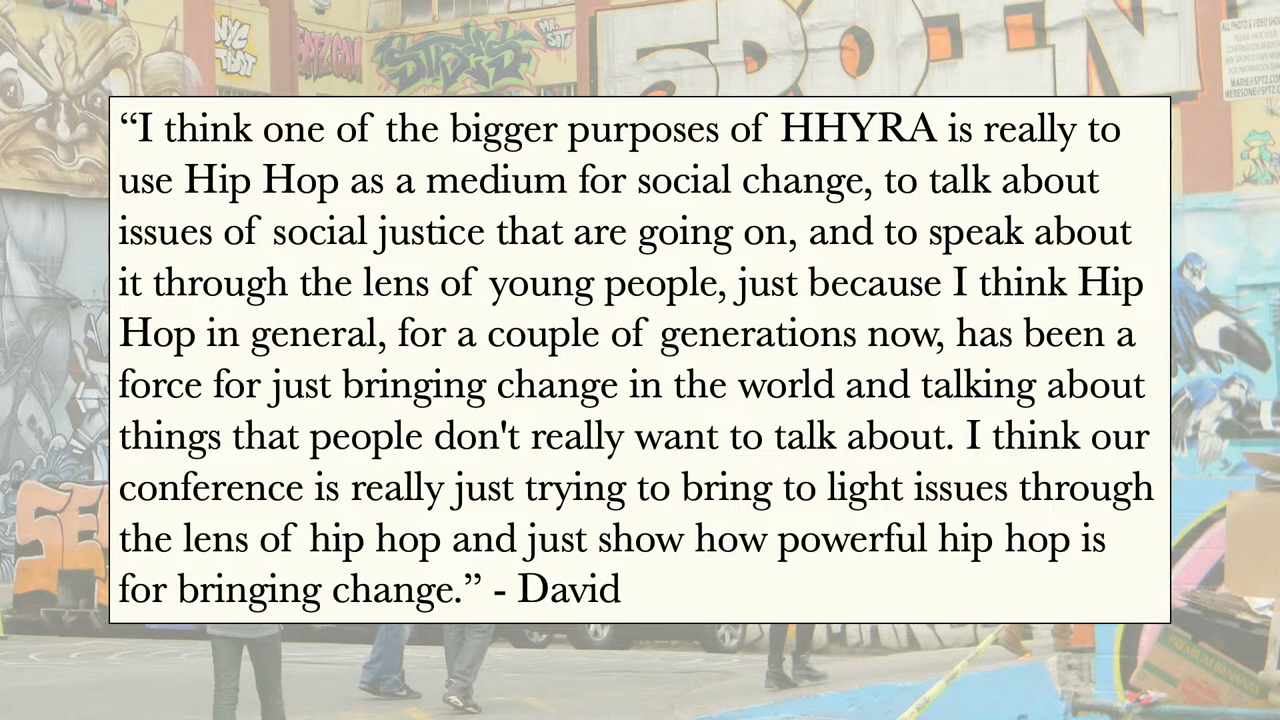 NYC
STREET
5POINTZ
“I think one of the bigger purposes of HHYRA is really to
use Hip Hop as a medium for social change, to talk about
issues of social justice that are going on, and to speak about
it through the lens of young people, just because I think Hip
Hop in general, for a couple of generations now, has been a
force for just bringing change in the world and talking about
things that people don't really want to talk about. I think our
conference is really just trying to bring to light issues through
the lens of hip hop and just show how powerful hip hop is
for bringing change.” - David
PREMIUM BANANAS